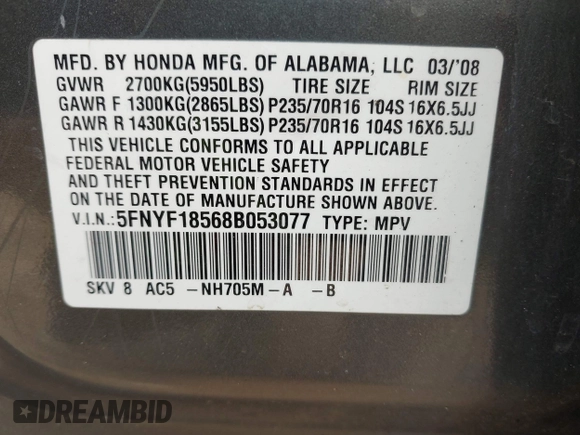 MFD. BY HONDA MFG. OF ALABAMA, LLC 03/'08
GVWR 2700KG(5950LBS) TIRE SIZE RIM SIZE
GAWR F 1300KG(2865LBS) P235/70R16 104S 16X6.5JJ
GAWR R 1430KG(3155LBS) P235/70R16 104S 16X6.5JJ
THIS VEHICLE CONFORMS TO ALL APPLICABLE
FEDERAL MOTOR VEHICLE SAFETY
AND THEFT PREVENTION STANDARDS IN EFFECT
ON THE DATE OF MANUFACTURE SHOWN ABOVE.
V.I.N.:5FNYF18568B053077 TYPE: MPV
SKV 8 AC5 -NH705M-A -B
DREAMBID